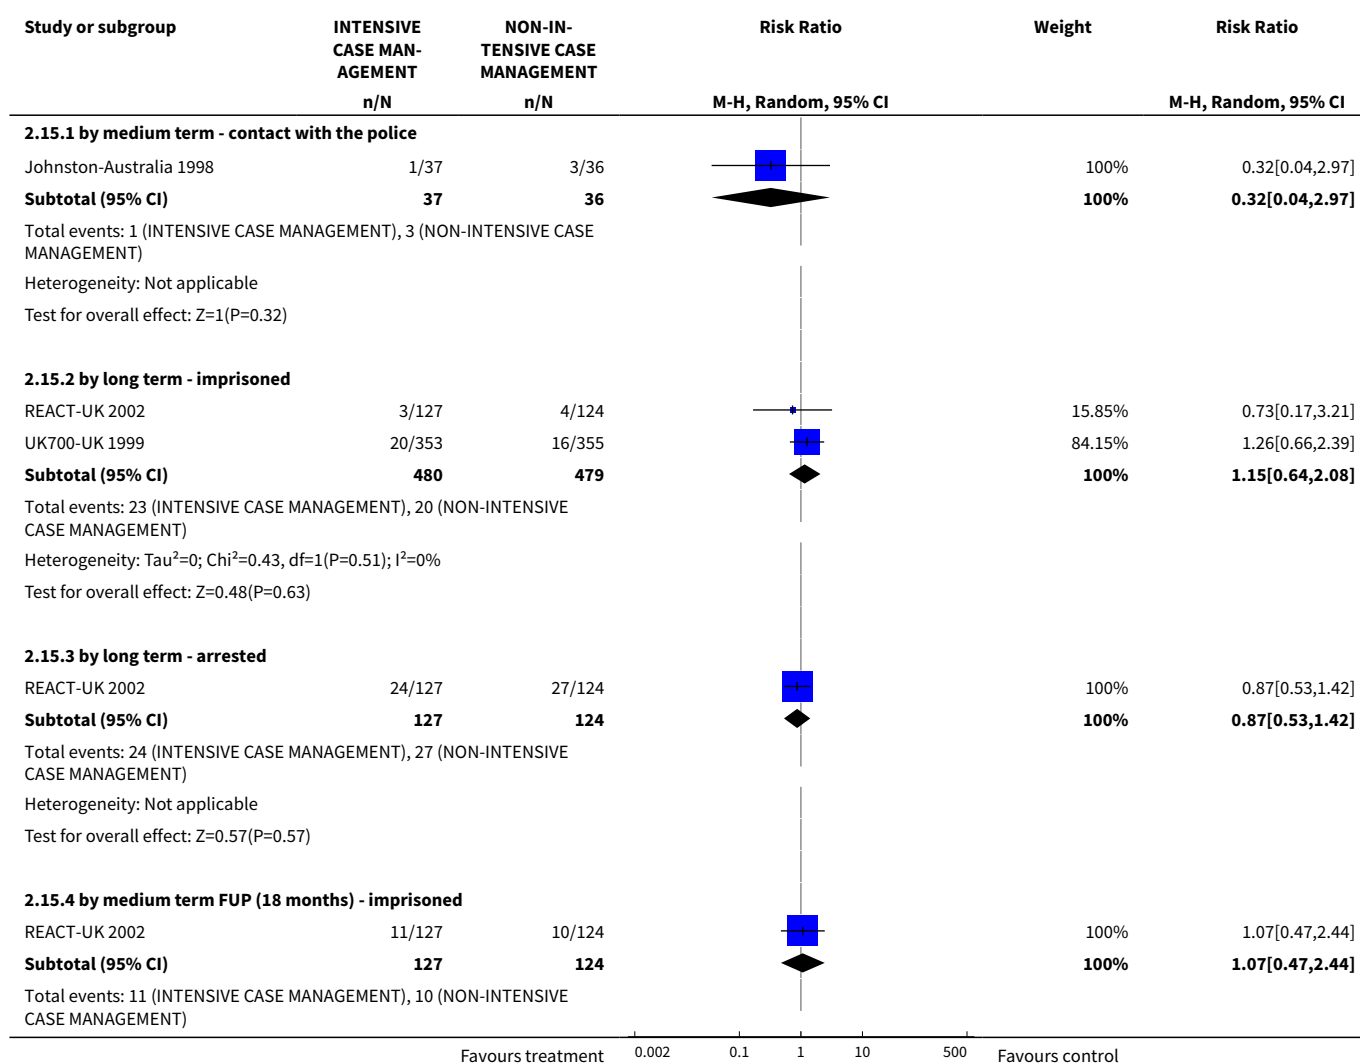 Study or subgroup INTENSIVE CASE MAN-AGEMENT NON-IN-TENSIVE CASE MANAGEMENT Risk Ratio Weight Risk Ratio
n/N n/N M-H, Random, 95% CI M-H, Random, 95% CI
2.15.1 by medium term - contact with the police
Johnston-Australia 1998 1/37 3/36 100% 0.32[0.04,2.97]
Subtotal (95% CI) 37 36 100% 0.32[0.04,2.97]
Total events: 1 (INTENSIVE CASE MANAGEMENT), 3 (NON-INTENSIVE CASE
MANAGEMENT)
Heterogeneity: Not applicable
Test for overall effect: Z=1(P=0.32)
2.15.2 by long term - imprisoned
REACT-UK 2002 3/127 4/124 15.85% 0.73[0.17,3.21]
UK700-UK 1999 20/353 16/355 84.15% 1.26[0.66,2.39]
Subtotal (95% CI) 480 479 100% 1.15[0.64,2.08]
Total events: 23 (INTENSIVE CASE MANAGEMENT), 20 (NON-INTENSIVE
CASE MANAGEMENT)
Heterogeneity: Tau²=0; Chi²=0.43, df=1(P=0.51); I²=0%
Test for overall effect: Z=0.48(P=0.63)
2.15.3 by long term - arrested
REACT-UK 2002 24/127 27/124 100% 0.87[0.53,1.42]
Subtotal (95% CI) 127 124 100% 0.87[0.53,1.42]
Total events: 24 (INTENSIVE CASE MANAGEMENT), 27 (NON-INTENSIVE
CASE MANAGEMENT)
Heterogeneity: Not applicable
Test for overall effect: Z=0.57(P=0.57)
2.15.4 by medium term FUP (18 months) - imprisoned
REACT-UK 2002 11/127 10/124 100% 1.07[0.47,2.44]
Subtotal (95% CI) 127 124 100% 1.07[0.47,2.44]
Total events: 11 (INTENSIVE CASE MANAGEMENT), 10 (NON-INTENSIVE
CASE MANAGEMENT)
Favours treatment 0.002 0.1 1 10 500 Favours control